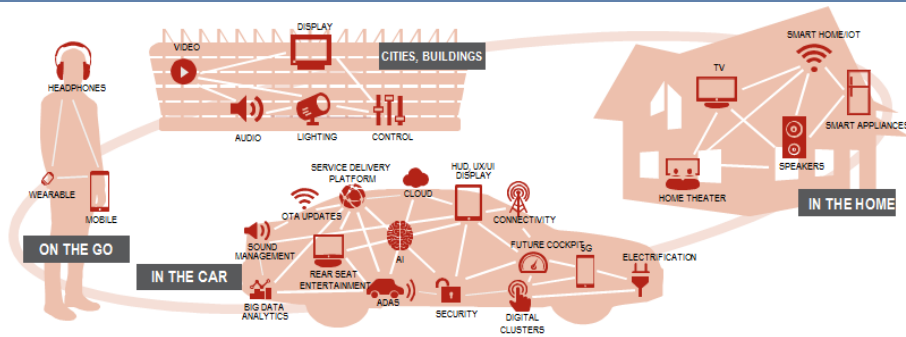 DISPLAY
VIDEO
CITIES, BUILDINGS
AUDIO
LIGHTING
CONTROL
HEADPHONES
WEARABLE
MOBILE
ON THE GO
SMART HOME/IOT
TV
SMART APPLIANCES
SPEAKERS
HOME THEATER
IN THE HOME
SERVICE DELIVERY
PLATFORM
CLOUD
HUD, UX/UI
DISPLAY
OTA UPDATES
CONNECTIVITY
SOUND
MANAGEMENT
AI
FUTURE COCKPIT
5G
ELECTRIFICATION
IN THE CAR
REAR SEAT
ENTERTAINMENT
BIG DATA
ANALYTICS
ADAS
SECURITY
DIGITAL
CLUSTERS